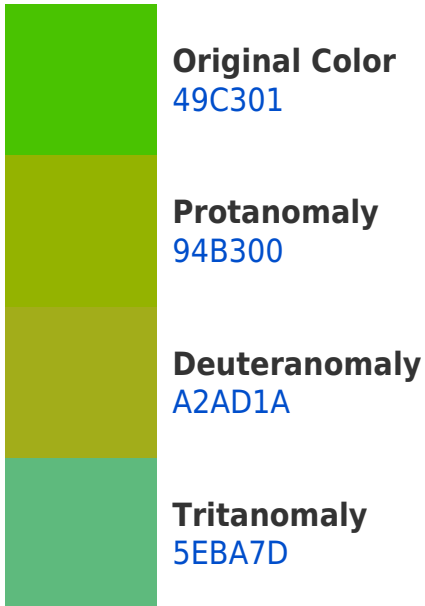 Original Color
49C301
Protanomaly
94B300
Deuteranomaly
A2AD1A
Tritanomaly
5EBA7D